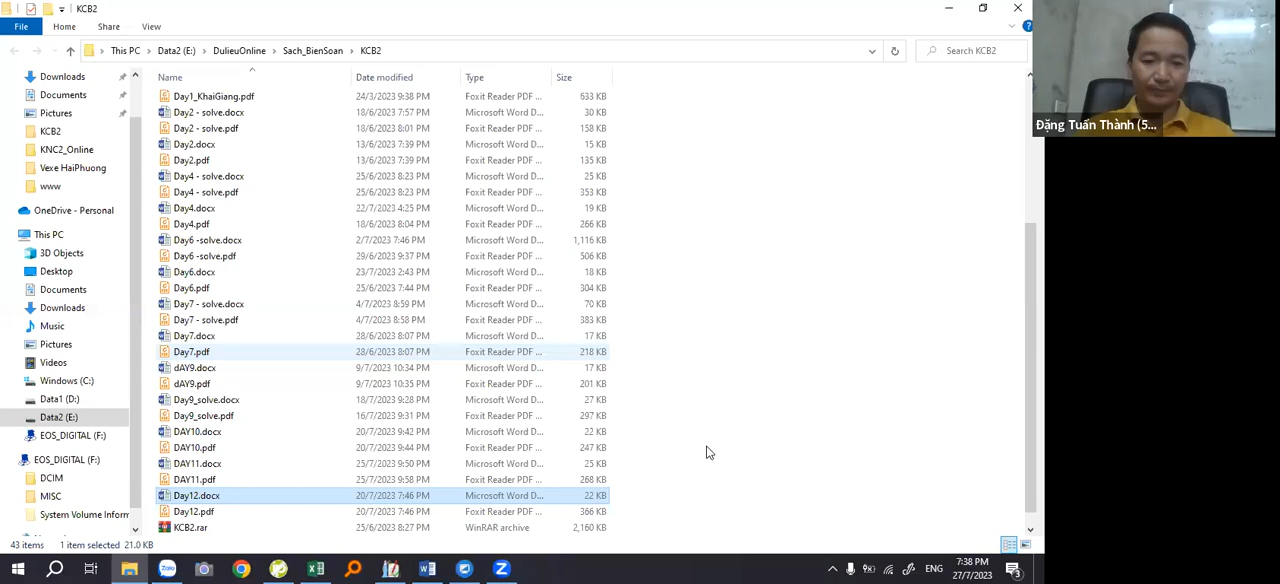 KCB2
File Home Share View
This PC Data2 (E:) DulieuOnline Sach_BienSoan KCB2 Search KCB2
Name Date modified Type Size
Downloads
Documents
Pictures
KCB2
KNC2_Online
Vexe HaiPhuong
www
OneDrive - Personal
This PC
3D Objects
Desktop
Documents
Downloads
Music
Pictures
Videos
Windows (C:)
Data1 (D:)
Data2 (E:)
EOS_DIGITAL (F:)
EOS_DIGITAL (F:)
DCIM
MISC
System Volume Inform
Day1_KhaiGiang.pdf 24/3/2023 9:38 PM Foxit Reader PDF ... 633 KB
Day2 - solve.docx 18/6/2023 7:57 PM Microsoft Word D... 30 KB
Day2 - solve.pdf 18/6/2023 8:01 PM Foxit Reader PDF ... 158 KB
Day2.docx 13/6/2023 7:39 PM Microsoft Word D... 15 KB
Day2.pdf 13/6/2023 7:39 PM Foxit Reader PDF ... 135 KB
Day4 - solve.docx 25/6/2023 8:23 PM Microsoft Word D... 25 KB
Day4 - solve.pdf 25/6/2023 8:23 PM Foxit Reader PDF ... 353 KB
Day4.docx 22/7/2023 4:25 PM Microsoft Word D... 19 KB
Day4.pdf 18/6/2023 8:04 PM Foxit Reader PDF ... 266 KB
Day6 -solve.docx 2/7/2023 7:46 PM Microsoft Word D... 1,116 KB
Day6 -solve.pdf 29/6/2023 9:37 PM Foxit Reader PDF ... 506 KB
Day6.docx 23/7/2023 2:43 PM Microsoft Word D... 18 KB
Day6.pdf 25/6/2023 7:44 PM Foxit Reader PDF ... 304 KB
Day7 - solve.docx 4/7/2023 8:59 PM Microsoft Word D... 70 KB
Day7 - solve.pdf 4/7/2023 8:58 PM Foxit Reader PDF ... 383 KB
Day7.docx 28/6/2023 8:07 PM Microsoft Word D... 17 KB
Day7.pdf 28/6/2023 8:07 PM Foxit Reader PDF ... 218 KB
dAY9.docx 9/7/2023 10:34 PM Microsoft Word D... 17 KB
dAY9.pdf 9/7/2023 10:35 PM Foxit Reader PDF ... 201 KB
Day9_solve.docx 18/7/2023 9:28 PM Microsoft Word D... 27 KB
Day9_solve.pdf 16/7/2023 9:31 PM Foxit Reader PDF ... 297 KB
DAY10.docx 20/7/2023 9:42 PM Microsoft Word D... 22 KB
DAY10.pdf 20/7/2023 9:44 PM Foxit Reader PDF ... 247 KB
DAY11.docx 25/7/2023 9:50 PM Microsoft Word D... 25 KB
DAY11.pdf 25/7/2023 9:58 PM Foxit Reader PDF ... 268 KB
Day12.docx 20/7/2023 7:46 PM Microsoft Word D... 22 KB
Day12.pdf 20/7/2023 7:46 PM Foxit Reader PDF ... 366 KB
KCB2.rar 25/6/2023 8:27 PM WinRAR archive 2,160 KB
43 items 1 item selected 21.0 KB
Đặng Tuấn Thành (5...
Zalo
ENG 7:38 PM
27/7/2023
3